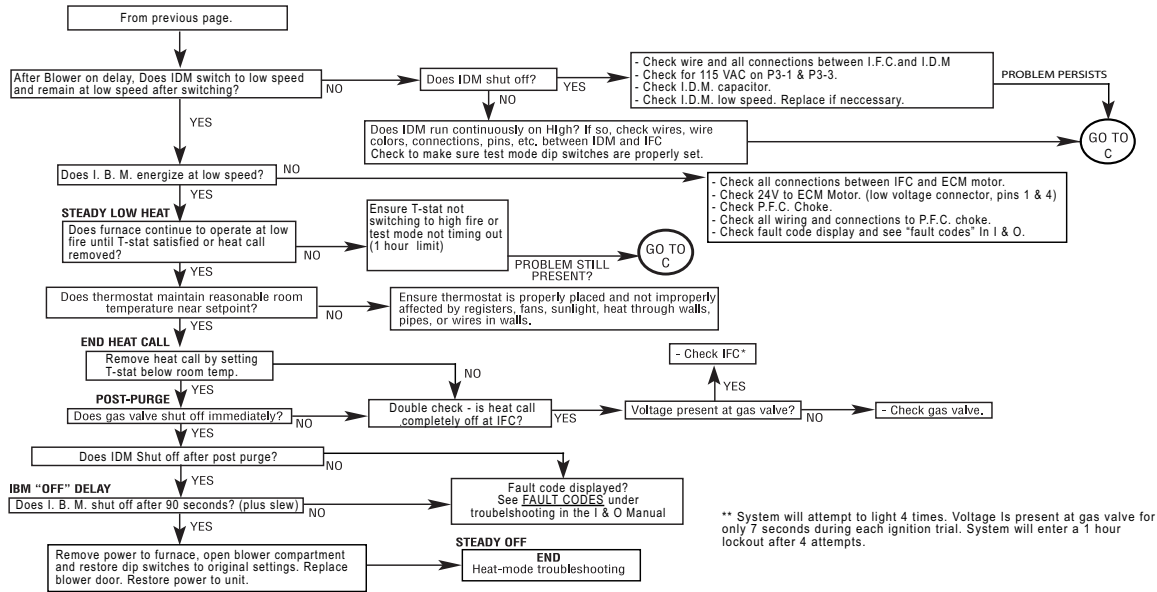 From previous page.
After Blower on delay, Does IDM switch to low speed
and remain at low speed after switching?
NO
Does IDM shut off?
YES
- Check wire and all connections between I.F.C.and I.D.M
- Check for 115 VAC on P3-1 & P3-3.
- Check I.D.M. capacitor.
- Check I.D.M. low speed. Replace if neccessary.
PROBLEM PERSISTS
NO
YES
Does IDM run continuously on HIgh? If so, check wires, wire
colors, connections, pins, etc. between IDM and IFC
Check to make sure test mode dip switches are properly set.
GO TO
C
Does I. B. M. energize at low speed?
NO
YES
- Check all connections between IFC and ECM motor.
- Check 24V to ECM Motor. (low voltage connector, pins 1 & 4)
- Check P.F.C. Choke.
- Check all wiring and connections to P.F.C. choke.
- Check fault code display and see "fault codes" In I & O.
STEADY LOW HEAT
Does furnace continue to operate at low
fire until T-stat satisfied or heat call
removed?
NO
Ensure T-stat not
switching to high fire or
test mode not timing out
(1 hour limit)
PROBLEM STILL
PRESENT?
GO TO
C
YES
Does thermostat maintain reasonable room
temperature near setpoint?
NO
Ensure thermostat is properly placed and not improperly
affected by registers, fans, sunlight, heat through walls,
pipes, or wires in walls.
YES
END HEAT CALL
Remove heat call by setting
T-stat below room temp.
NO
- Check IFC*
YES
YES
POST-PURGE
Does gas valve shut off immediately?
NO
Double check - is heat call
completely off at IFC?
YES
Voltage present at gas valve?
NO
- Check gas valve.
YES
Does IDM Shut off after post purge?
NO
YES
IBM "OFF" DELAY
Does I. B. M. shut off after 90 seconds? (plus slew)
NO
Fault code displayed?
See FAULT CODES under
troubelshooting in the I & O Manual
YES
Remove power to furnace, open blower compartment
and restore dip switches to original settings. Replace
blower door. Restore power to unit.
STEADY OFF
END
Heat-mode troubleshooting
** System will attempt to light 4 times. Voltage Is present at gas valve for
only 7 seconds during each ignition trial. System will enter a 1 hour
lockout after 4 attempts.